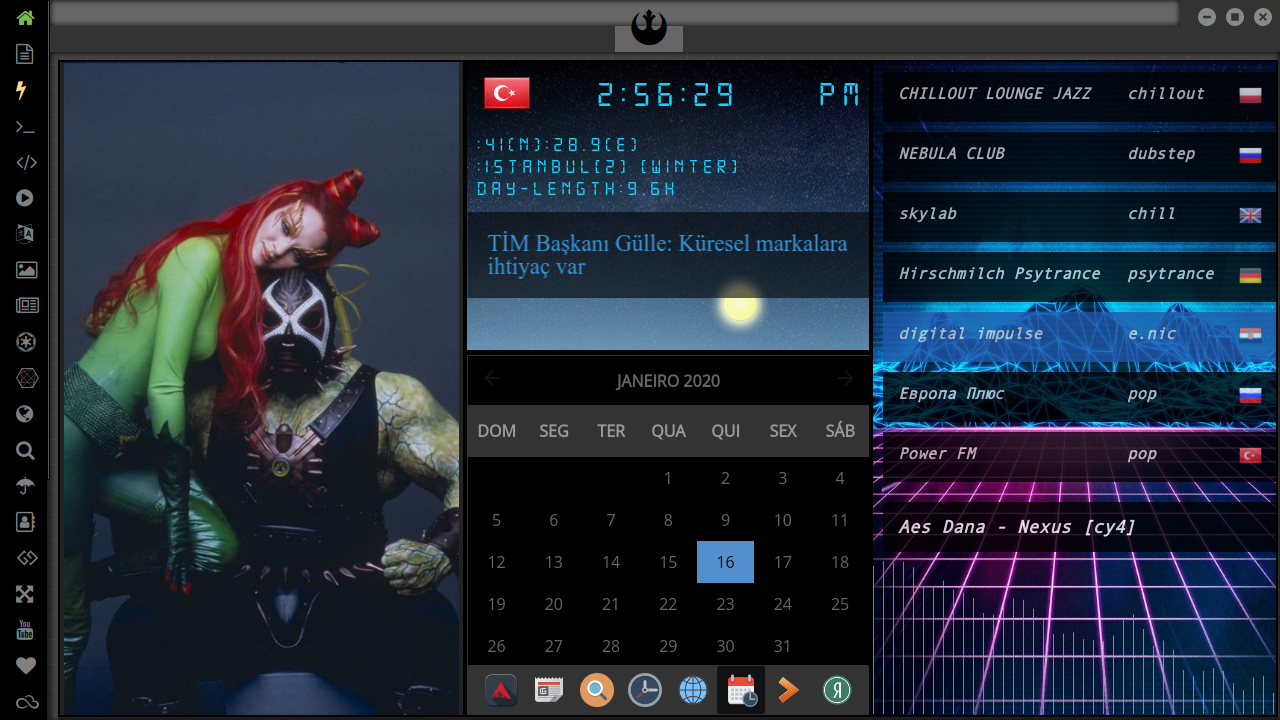 2:56:29 PM
:41(N):28.9(E)
:ISTANBUL(2) (WINTER)
DAY-LENGTH:9.6H
TİM Başkanı Gülle: Küresel markalara
ihtiyaç var
JANEIRO 2020
DOM SEG TER QUA QUI SEX SÁB
1 2 3 4
5 6 7 8 9 10 11
12 13 14 15 16 17 18
19 20 21 22 23 24 25
26 27 28 29 30 31
CHILLOUT LOUNGE JAZZ chillout
NEBULA CLUB dubstep
skylab chill
Hirschmilch Psytrance psytrance
digital impulse e.nic
Европа Плюс pop
Power FM pop
Aes Dana - Nexus [cy4]
You
Tube
Я